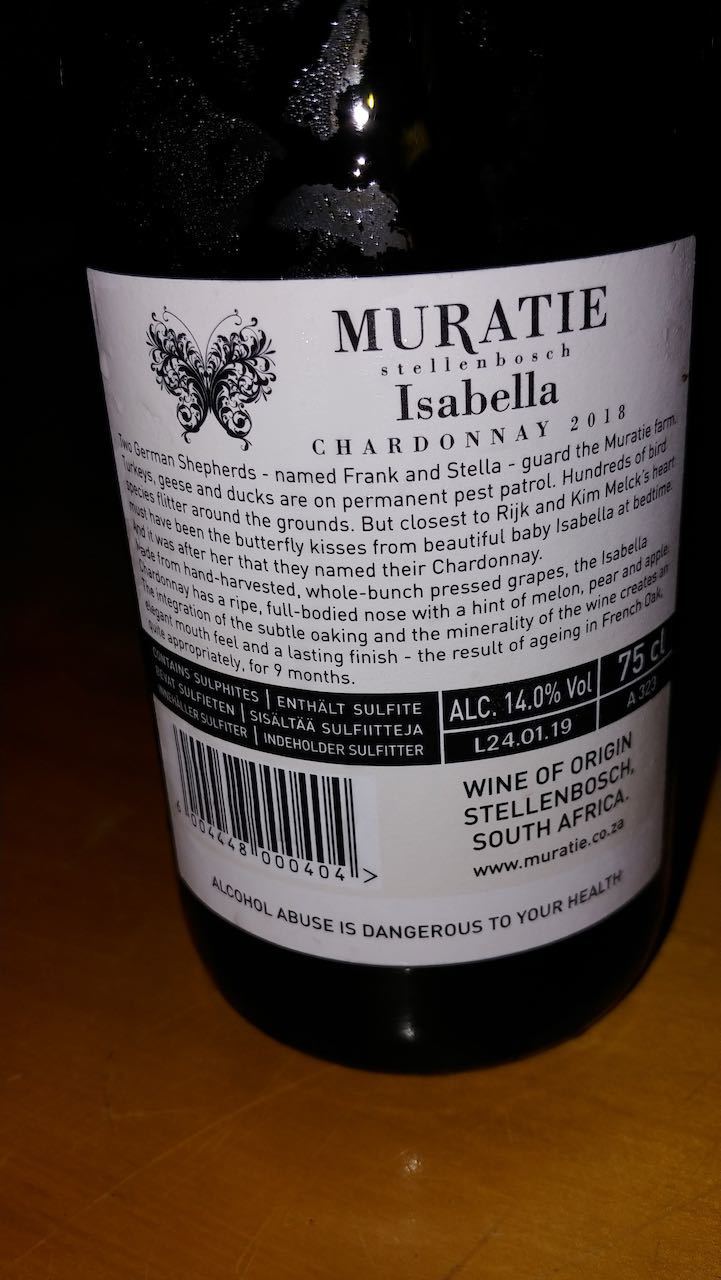 MURATIE
stellenbosch
Isabella
CHARDONNAY 2018
Two German Shepherds - named Frank and Stella - guard the Muratie farm.
Turkeys, geese and ducks are on permanent pest patrol. Hundreds of bird
species flitter around the grounds. But closest to Rijk and Kim Melck's heart
must have been the butterfly kisses from beautiful baby Isabella at bedtime.
And it was after her that they named their Chardonnay.
Made from hand-harvested, whole-bunch pressed grapes, the Isabella
Chardonnay has a ripe, full-bodied nose with a hint of melon, pear and apple.
The integration of the subtle oaking and the minerality of the wine creates an
elegant mouth feel and a lasting finish - the result of ageing in French Oak,
quite appropriately, for 9 months.
CONTAINS SULPHITES | ENTHÄLT SULFITE
BEVAT SULFIETEN | SISÄLTÄÄ SULFIITTEJA
INNEHÅLLER SULFITER | INDEHOLDER SULFITTER
ALC. 14.0% Vol
75 cl
L24.01.19
A 323
6 004448 000404 >
WINE OF ORIGIN
STELLENBOSCH,
SOUTH AFRICA.
www.muratie.co.za
ALCOHOL ABUSE IS DANGEROUS TO YOUR HEALTH